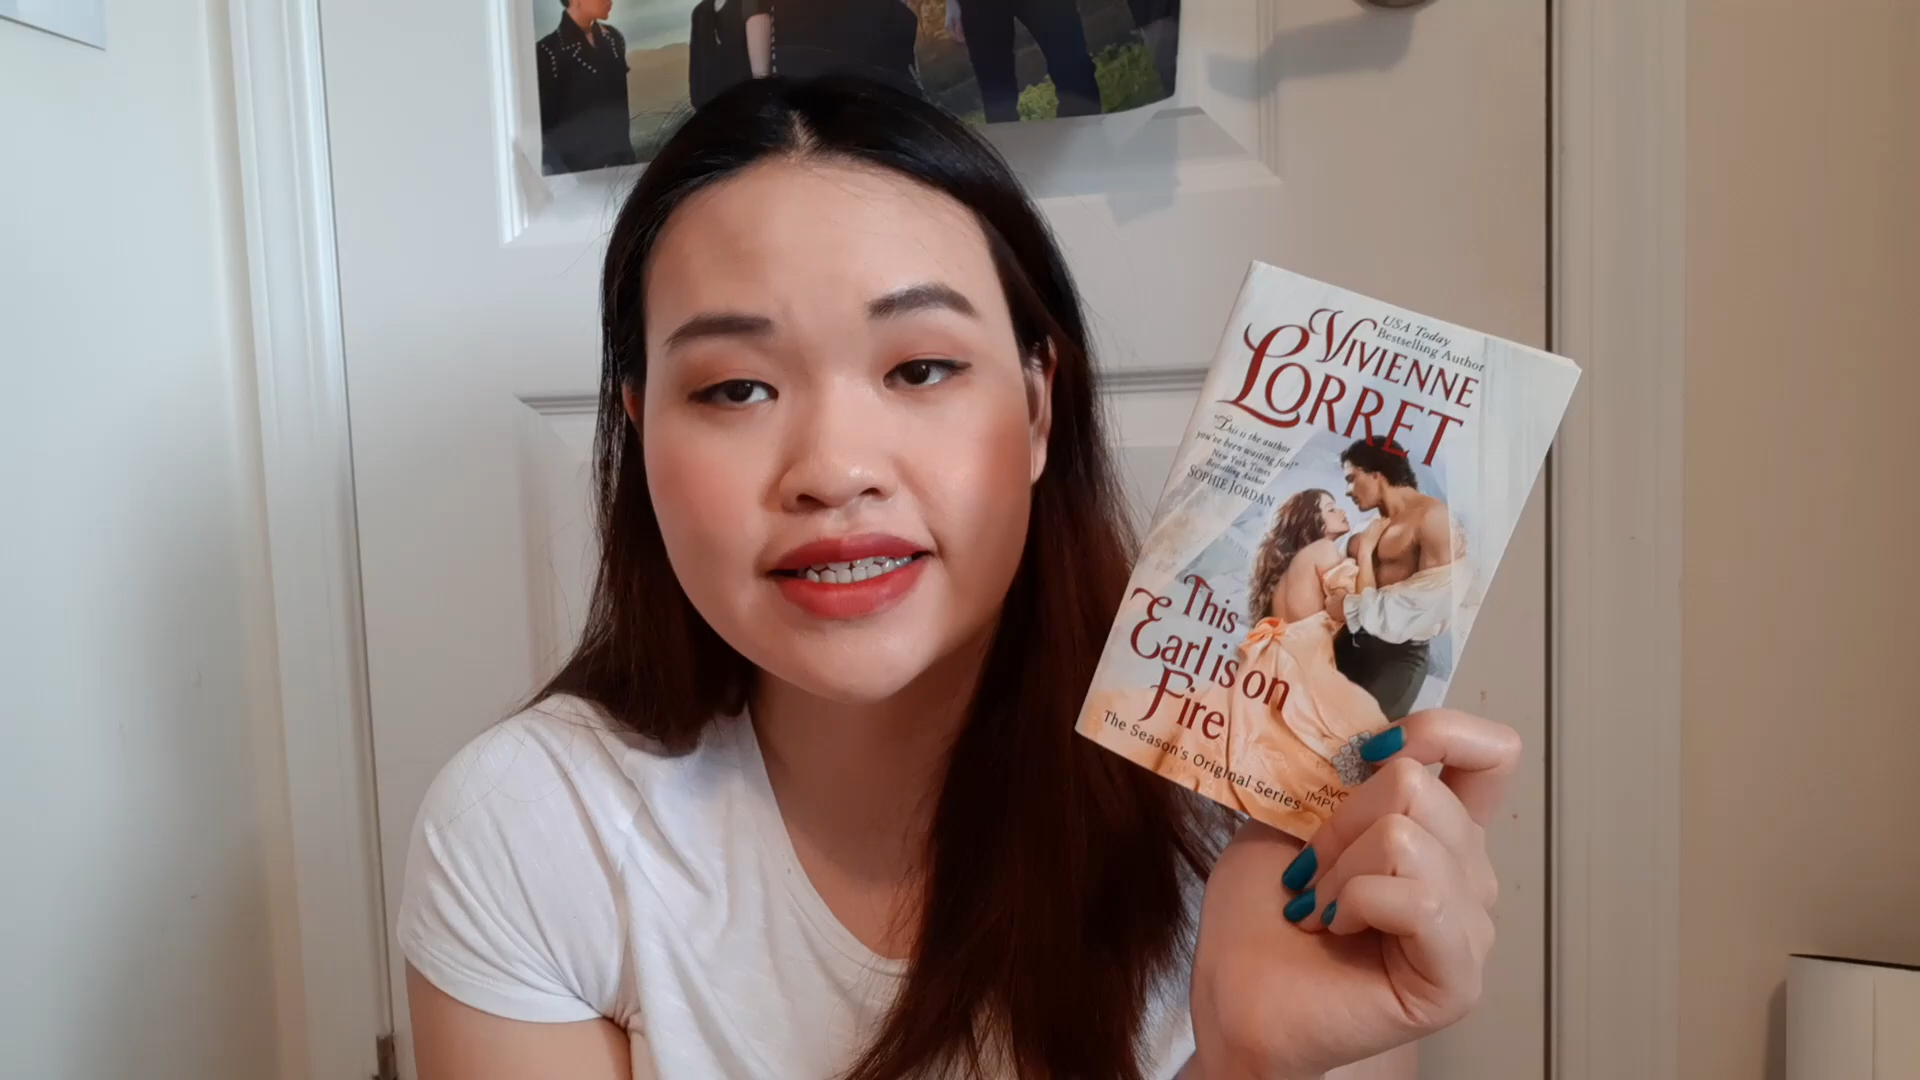 USA Today
Bestselling Author
VIVIENNE
LORRET
"This is the author
you've been waiting for!"
New York Times
Bestselling Author
SOPHIE JORDAN
This
Earl is on
Fire
The Season's Original Series